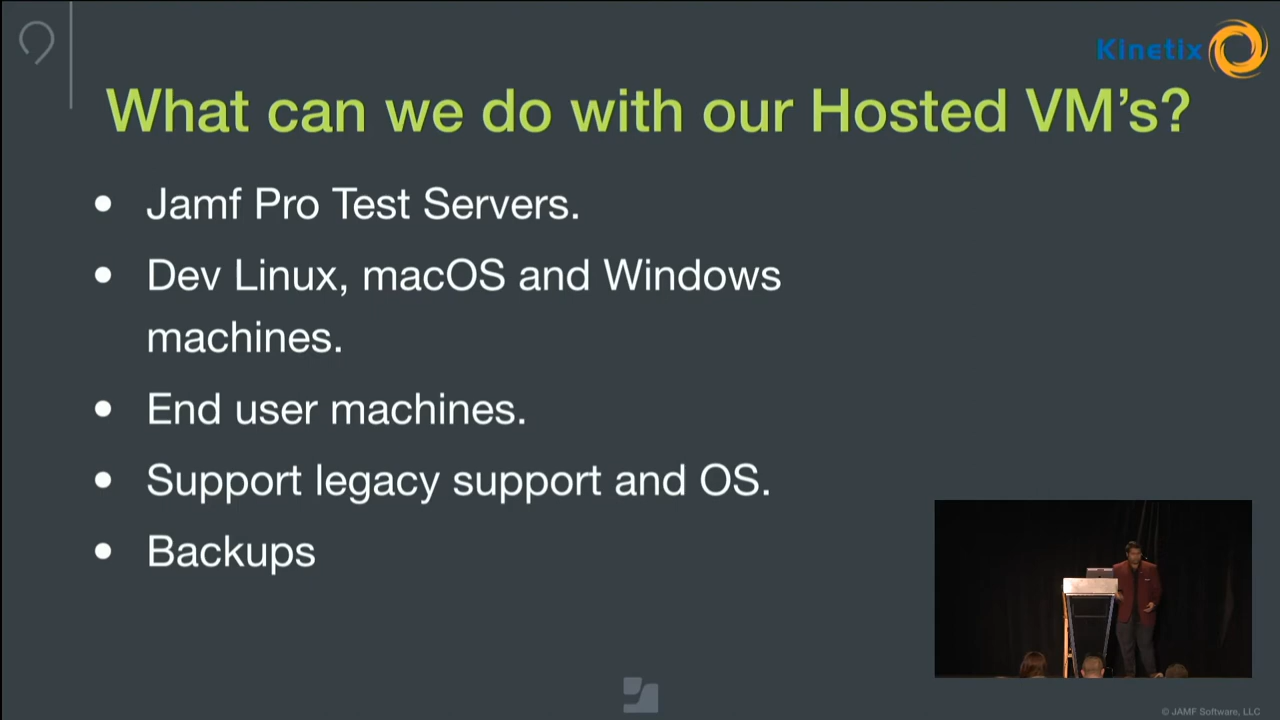 Kinetix
What can we do with our Hosted VM’s?
• Jamf Pro Test Servers.
• Dev Linux, macOS and Windows
machines.
• End user machines.
• Support legacy support and OS.
• Backups
© JAMF Software, LLC